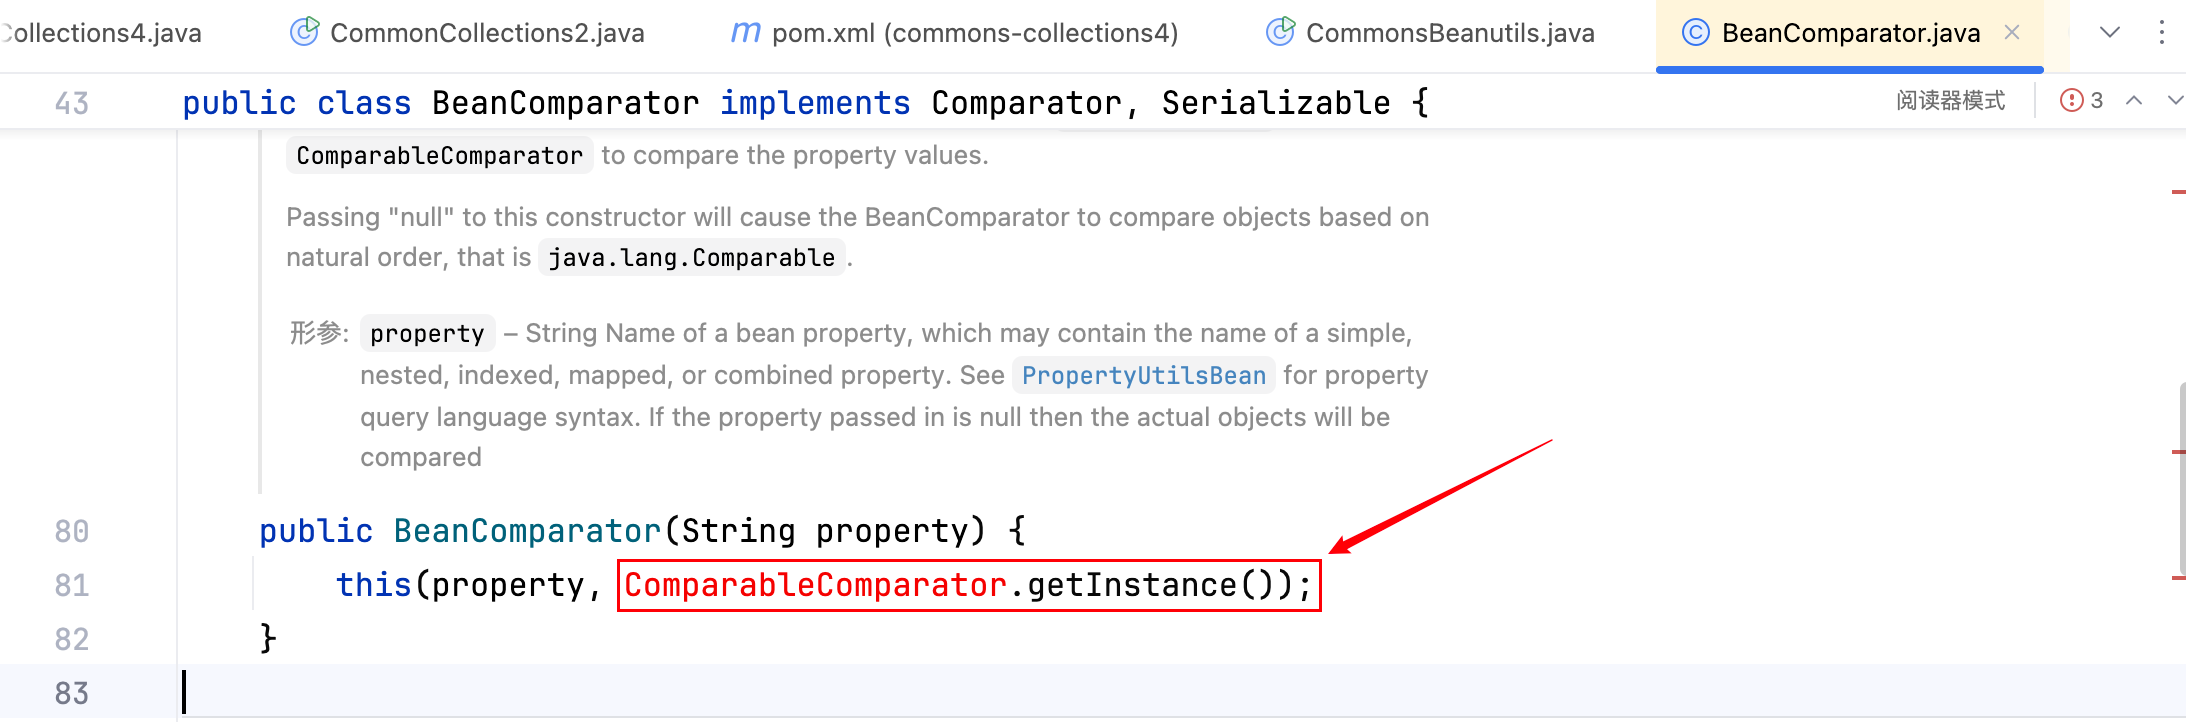 Collections4.java CommonCollections2.java pom.xml (commons-collections4) CommonsBeanutils.java BeanComparator.java
43 public class BeanComparator implements Comparator, Serializable { 阅读器模式 3
ComparableComparator to compare the property values.
Passing "null" to this constructor will cause the BeanComparator to compare objects based on
natural order, that is java.lang.Comparable.
形参: property – String Name of a bean property, which may contain the name of a simple,
nested, indexed, mapped, or combined property. See PropertyUtilsBean for property
query language syntax. If the property passed in is null then the actual objects will be
compared
80 public BeanComparator(String property) {
81 this(property, ComparableComparator.getInstance());
82 }
83